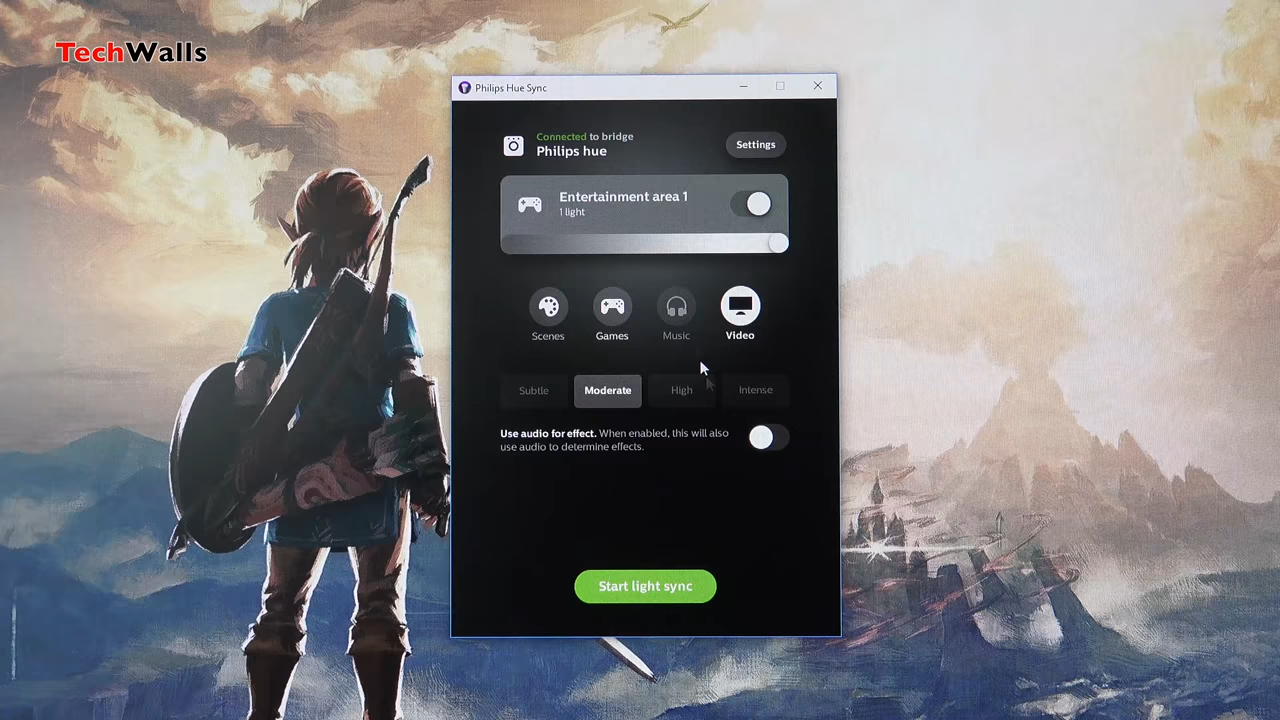 TechWalls
Philips Hue Sync
Connected to bridge
Philips hue
Settings
Entertainment area 1
1 light
Scenes
Games
Music
Video
Subtle
Moderate
High
Intense
Use audio for effect. When enabled, this will also
use audio to determine effects.
Start light sync